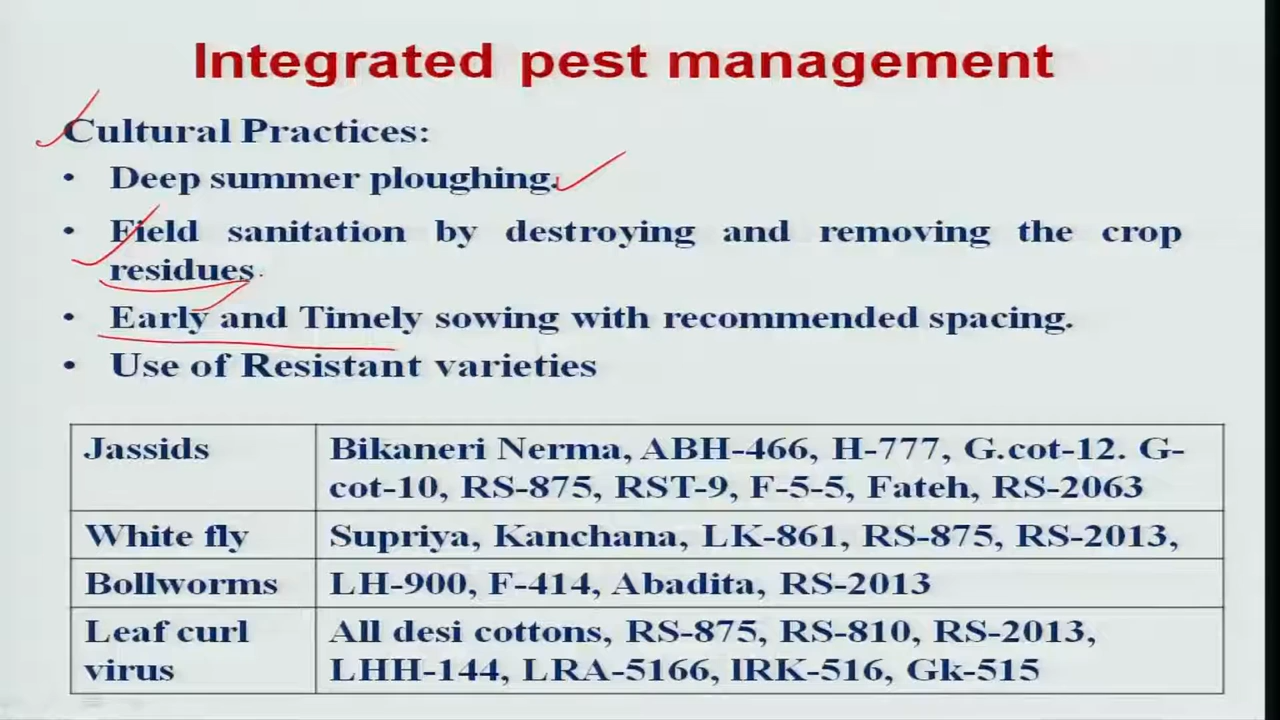 Integrated pest management
Cultural Practices:
• Deep summer ploughing.
• Field sanitation by destroying and removing the crop
residues.
• Early and Timely sowing with recommended spacing.
• Use of Resistant varieties
Jassids Bikaneri Nerma, ABH-466, H-777, G.cot-12. G-
cot-10, RS-875, RST-9, F-5-5, Fateh, RS-2063
White fly Supriya, Kanchana, LK-861, RS-875, RS-2013,
Bollworms LH-900, F-414, Abadita, RS-2013
Leaf curl All desi cottons, RS-875, RS-810, RS-2013,
virus LHH-144, LRA-5166, lRK-516, Gk-515